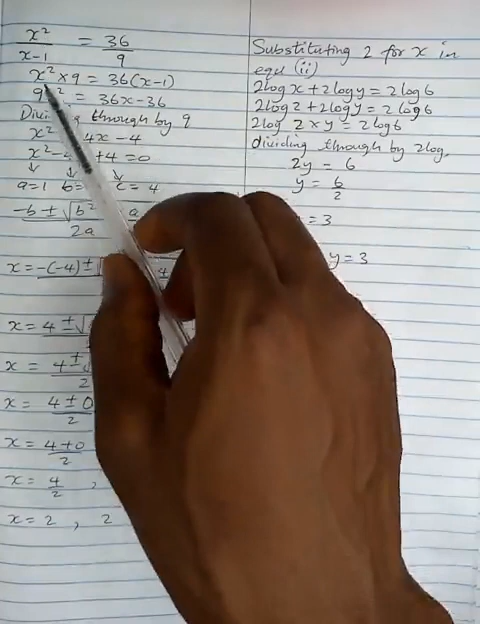 x² / x-1 = 36 / 9
x² × 9 = 36(x-1)
9 ² = 36x-36
through by 9
x² 4x-4
x² +4=0
a=1 b= c=4
-b ± √b² / 2a
x = -(-4) ±
x = 4 ± √
x = 4 ± / 2
x = 4 ± 0 / 2
x = 4+0 / 2
x = 4 / 2 ,
x = 2 , 2
Substituting 2 for x in
equ (ii)
2log x + 2log y = 2log 6
2log 2 + 2log y = 2log 6
2log 2 × y = 2log 6
dividing through by 2log,
2y = 6
y = 6 / 2
= 3
y = 3